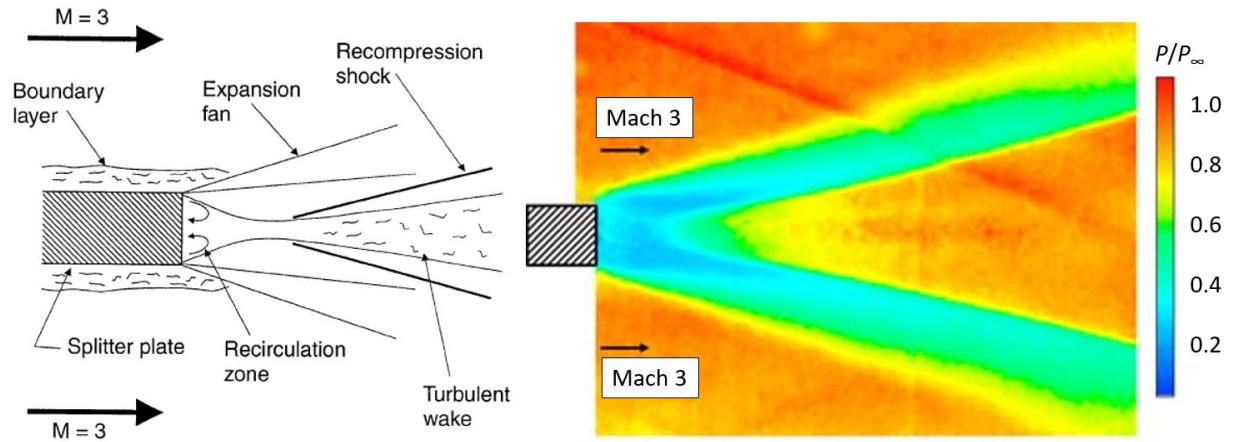 M = 3
Boundary
layer
Expansion
fan
Recompression
shock
Splitter plate
Recirculation
zone
Turbulent
wake
M = 3
Mach 3
Mach 3
P/P∞
1.0
0.8
0.6
0.4
0.2